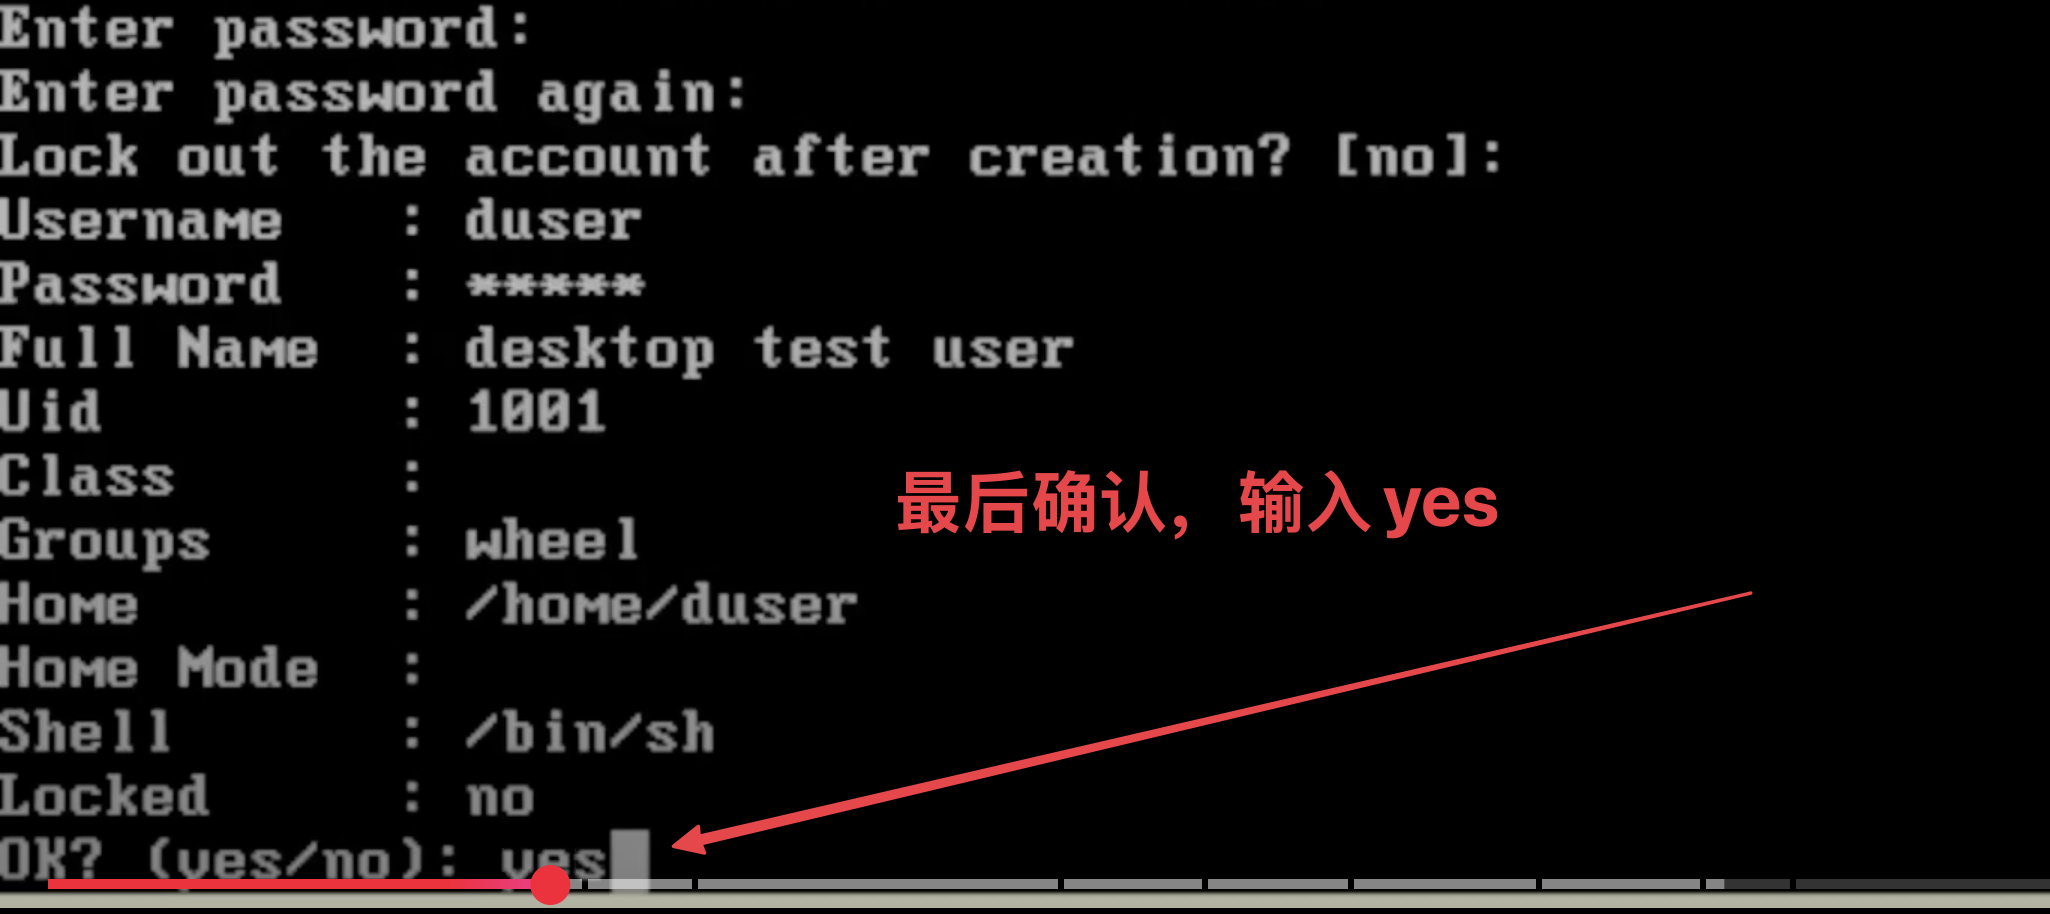 Enter password:
Enter password again:
Lock out the account after creation? [no]:
Username   : duser
Password   : *****
Full Name  : desktop test user
Uid        : 1001
Class      :
Groups     : wheel
Home       : /home/duser
Home Mode  :
Shell      : /bin/sh
Locked     : no
OK? (yes/no): yes
最后确认，输入 yes